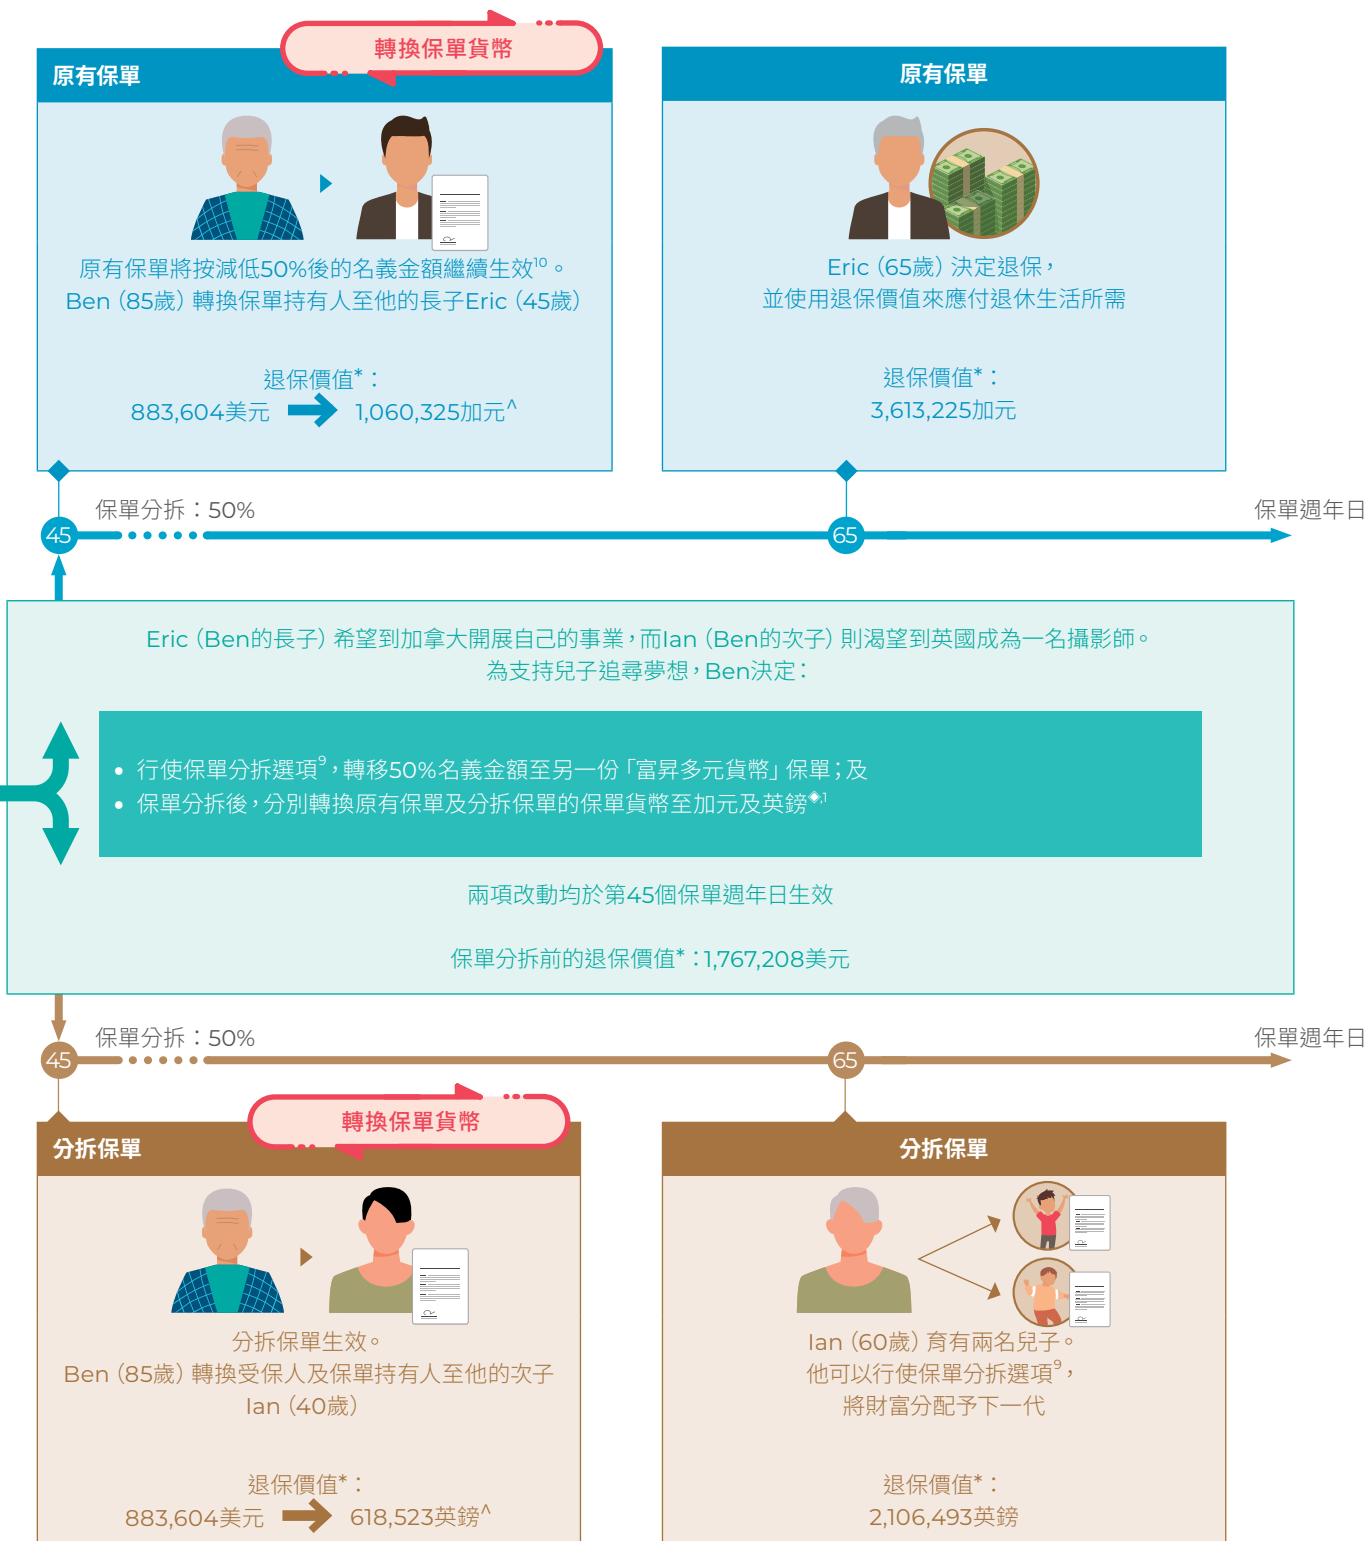 轉換保單貨幣
原有保單
原有保單將按減低50%後的名義金額繼續生效10。
Ben（85歲）轉換保單持有人至他的長子Eric（45歲）
退保價值*：
883,604美元 1,060,325加元^
原有保單
Eric（65歲）決定退保，
並使用退保價值來應付退休生活所需
退保價值*：
3,613,225加元
保單分拆：50%
保單週年日
45
65
Eric（Ben的長子）希望到加拿大開展自己的事業，而Ian（Ben的次子）則渴望到英國成為一名攝影師。
為支持兒子追尋夢想，Ben決定：
• 行使保單分拆選項9，轉移50%名義金額至另一份「富昇多元貨幣」保單；及
• 保單分拆後，分別轉換原有保單及分拆保單的保單貨幣至加元及英鎊◈,1
兩項改動均於第45個保單週年日生效
保單分拆前的退保價值*：1,767,208美元
保單分拆：50%
保單週年日
45
65
轉換保單貨幣
分拆保單
分拆保單生效。
Ben（85歲）轉換受保人及保單持有人至他的次子
Ian（40歲）
退保價值*：
883,604美元 618,523英鎊^
分拆保單
Ian（60歲）育有兩名兒子。
他可以行使保單分拆選項9，
將財富分配予下一代
退保價值*：
2,106,493英鎊